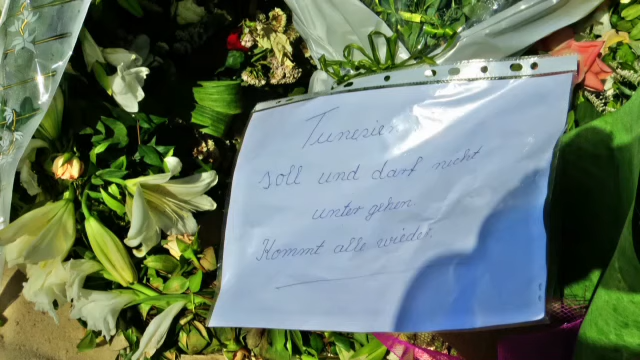 Tunesien
soll und darf nicht
unter gehen
Kommt alle wieder.